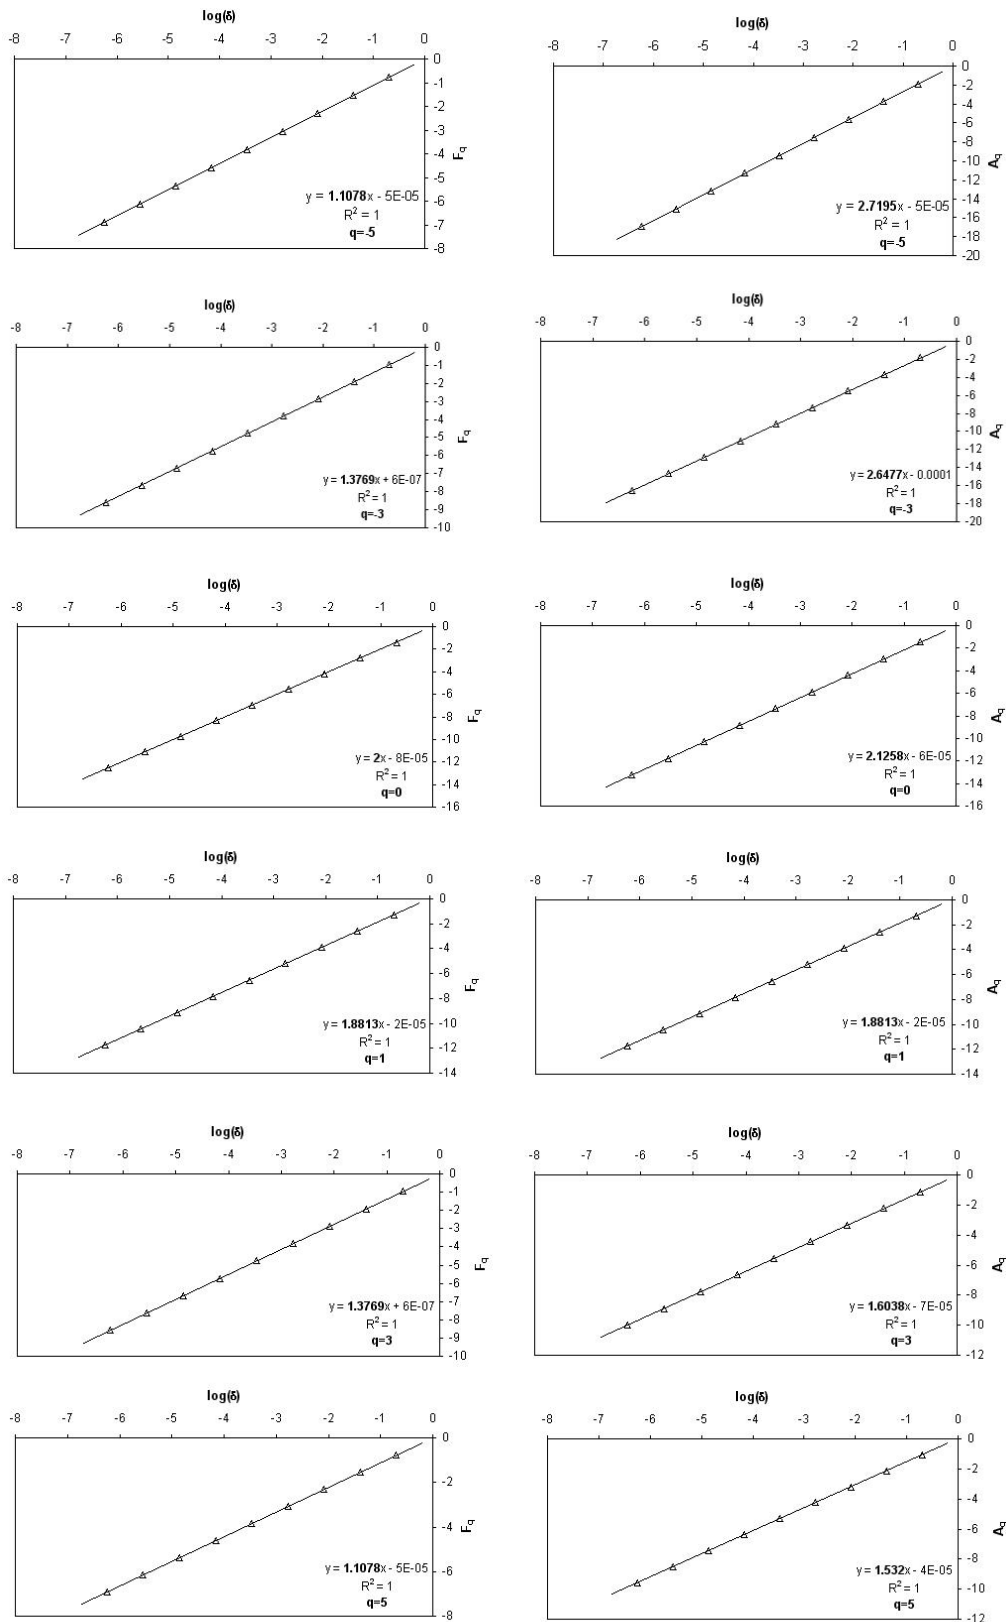 log(δ)
-8 -7 -6 -5 -4 -3 -2 -1 0
0
-1
-2
-3
-4
-5
-6
-7
-8
Fq
y = 1.1078x - 5E-05
R² = 1
q=-5
log(δ)
-8 -7 -6 -5 -4 -3 -2 -1 0
0
-2
-4
-6
-8
-10
-12
-14
-16
-18
-20
Aq
y = 2.7195x - 5E-05
R² = 1
q=-5
log(δ)
-8 -7 -6 -5 -4 -3 -2 -1 0
0
-1
-2
-3
-4
-5
-6
-7
-8
-9
-10
Fq
y = 1.3769x + 6E-07
R² = 1
q=-3
log(δ)
-8 -7 -6 -5 -4 -3 -2 -1 0
0
-2
-4
-6
-8
-10
-12
-14
-16
-18
-20
Aq
y = 2.6477x - 0.0001
R² = 1
q=-3
log(δ)
-8 -7 -6 -5 -4 -3 -2 -1 0
0
-2
-4
-6
-8
-10
-12
-14
-16
Fq
y = 2x - 8E-05
R² = 1
q=0
log(δ)
-8 -7 -6 -5 -4 -3 -2 -1 0
0
-2
-4
-6
-8
-10
-12
-14
-16
Aq
y = 2.1258x - 6E-05
R² = 1
q=0
log(δ)
-8 -7 -6 -5 -4 -3 -2 -1 0
0
-2
-4
-6
-8
-10
-12
-14
Fq
y = 1.8813x - 2E-05
R² = 1
q=1
log(δ)
-8 -7 -6 -5 -4 -3 -2 -1 0
0
-2
-4
-6
-8
-10
-12
-14
Aq
y = 1.8813x - 2E-05
R² = 1
q=1
log(δ)
-8 -7 -6 -5 -4 -3 -2 -1 0
0
-1
-2
-3
-4
-5
-6
-7
-8
-9
-10
Fq
y = 1.3769x + 6E-07
R² = 1
q=3
log(δ)
-8 -7 -6 -5 -4 -3 -2 -1 0
0
-2
-4
-6
-8
-10
-12
Aq
y = 1.6038x - 7E-05
R² = 1
q=3
log(δ)
-8 -7 -6 -5 -4 -3 -2 -1 0
0
-2
-4
-6
-8
Fq
y = 1.1078x - 5E-05
R² = 1
q=5
log(δ)
-8 -7 -6 -5 -4 -3 -2 -1 0
0
-2
-4
-6
-8
-10
-12
Aq
y = 1.532x - 4E-05
R² = 1
q=5